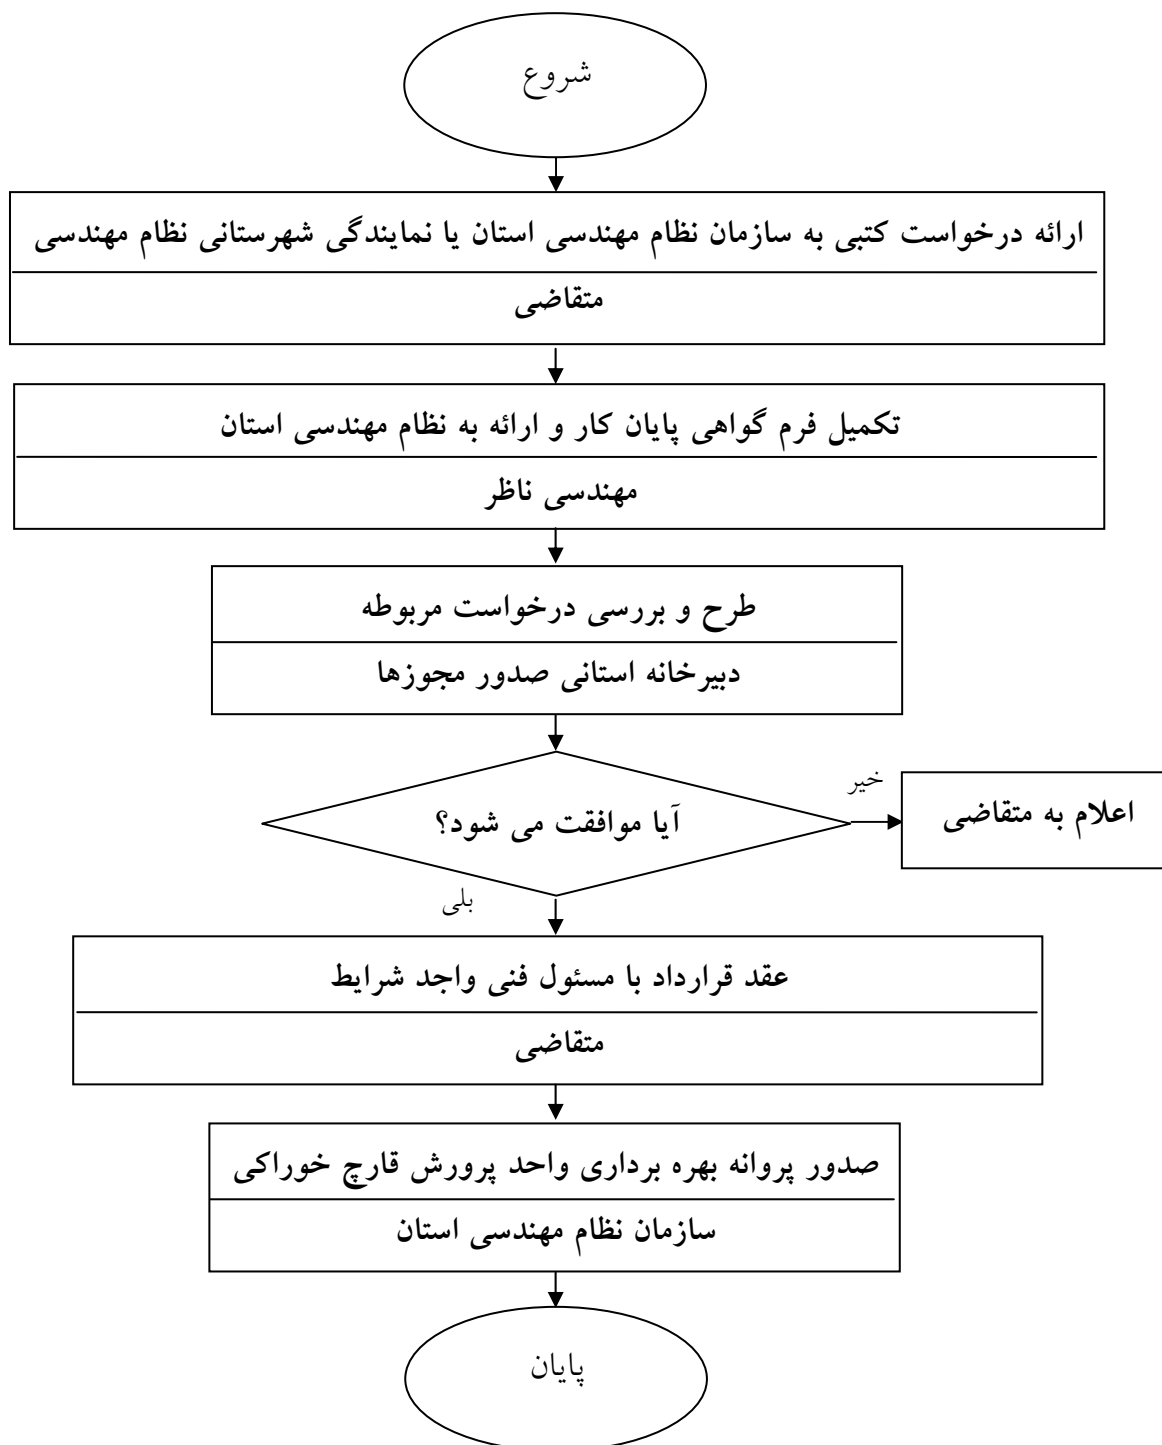 شروع
ارائه درخواست کتبی به سازمان نظام مهندسی استان یا نمایندگی شهرستانی نظام مهندسی
متقاضی
تکمیل فرم گواهی پایان کار و ارائه به نظام مهندسی استان
مهندسی ناظر
طرح و بررسی درخواست مربوطه
دبیرخانه استانی صدور مجوزها
آیا موافقت می شود؟
خیر
اعلام به متقاضی
بلی
عقد قرارداد با مسئول فنی واجد شرایط
متقاضی
صدور پروانه بهره برداری واحد پرورش قارچ خوراکی
سازمان نظام مهندسی استان
پایان